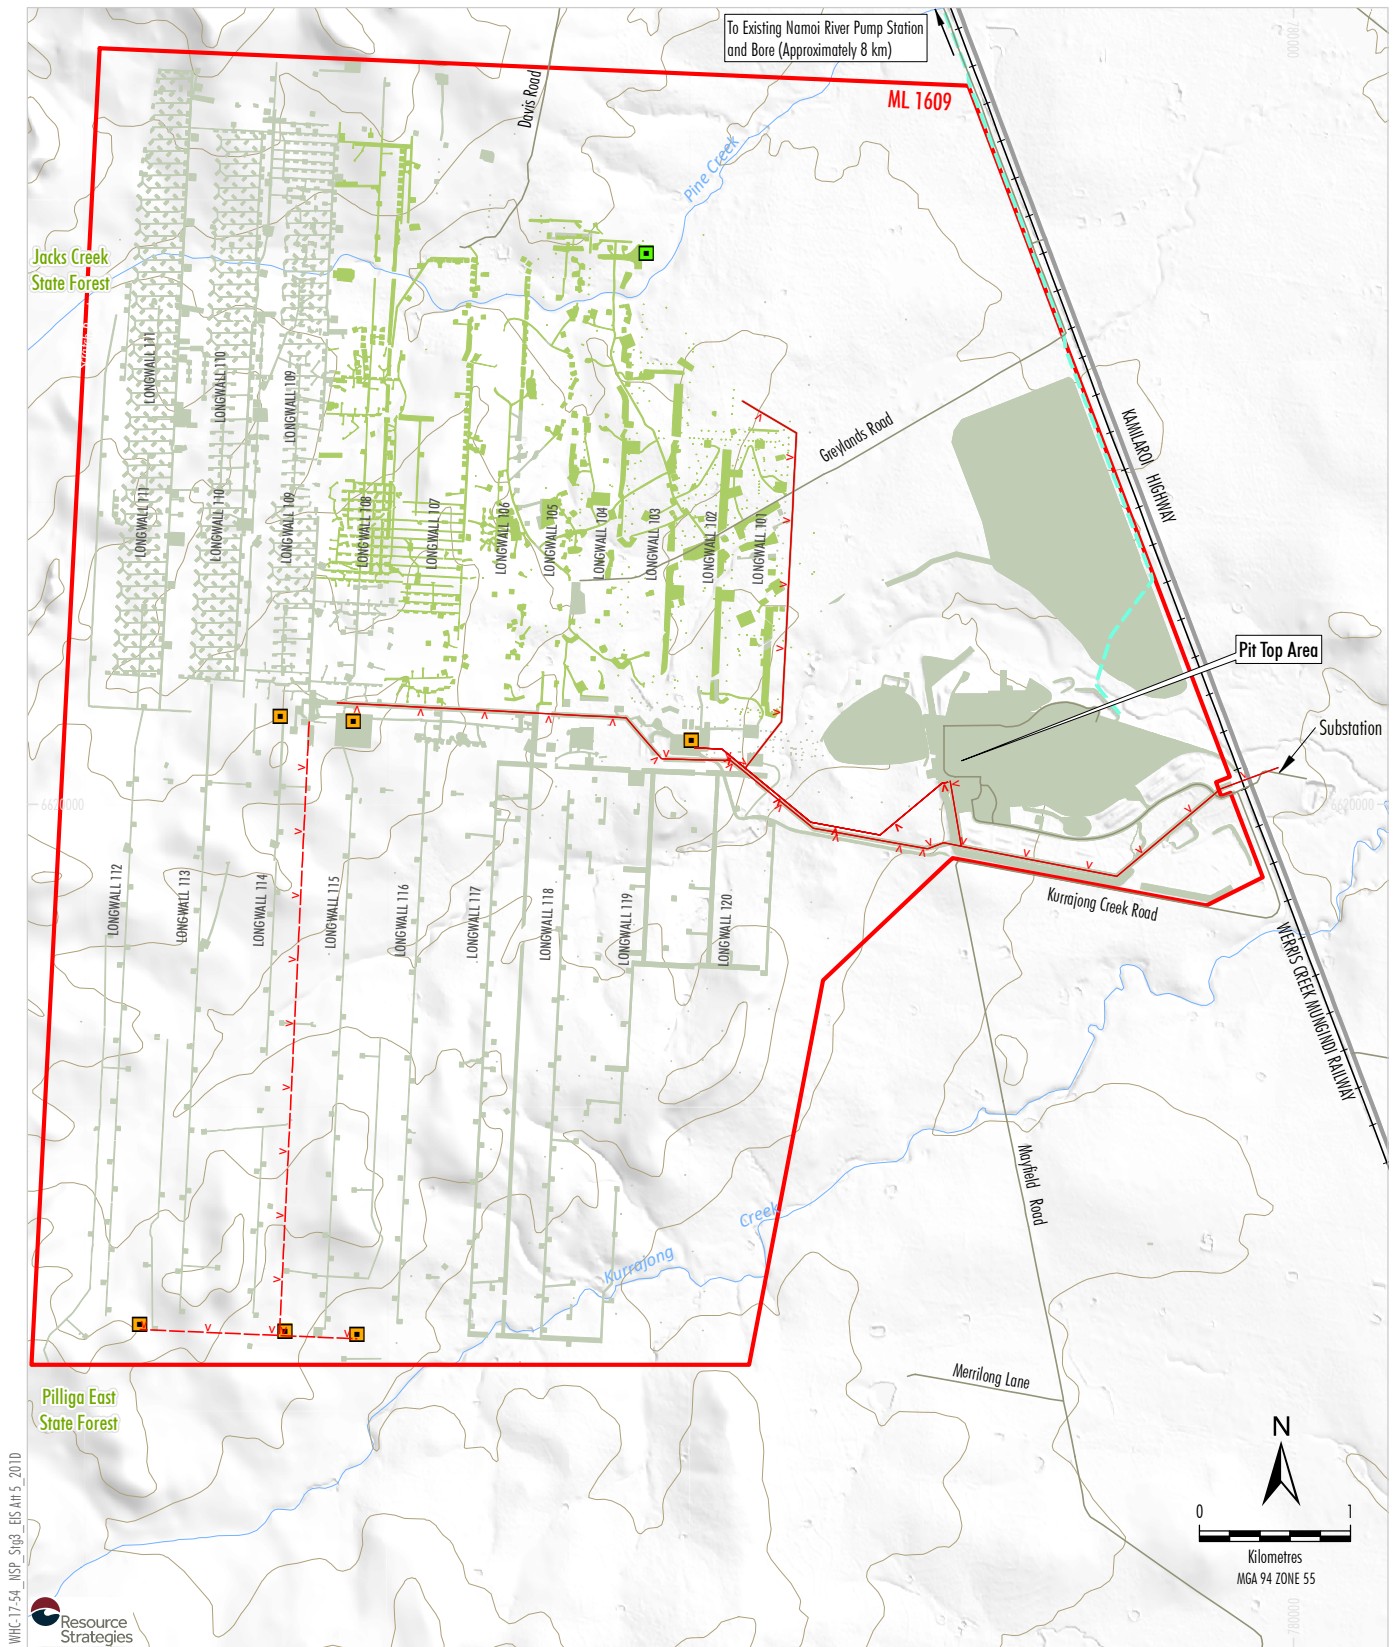 To Existing Namoi River Pump Station
and Bore (Approximately 8 km)
780000
ML 1609
Davis Road
Pine Creek
Jacks Creek
State Forest
LONGWALL 111
LONGWALL 110
LONGWALL 109
Greylands Road
KAMILAROI HIGHWAY
LONGWALL 111
LONGWALL 110
LONGWALL 109
LONGWALL 108
LONGWALL 107
LONGWALL 106
LONGWALL 105
LONGWALL 104
LONGWALL 103
LONGWALL 102
LONGWALL 101
Pit Top Area
Substation
6620000
6620000
LONGWALL 112
LONGWALL 113
LONGWALL 114
LONGWALL 115
LONGWALL 116
LONGWALL 117
LONGWALL 118
LONGWALL 119
LONGWALL 120
Kurrajong Creek Road
WERRIS CREEK MUNGINDI RAILWAY
Mayfield Road
Kurrajong Creek
Merrilong Lane
Pilliga East
State Forest
N
0 1
Kilometres
MGA 94 ZONE 55
780000
WHC-17-54_NSP_Stg3_EIS Att 5_201D
Resource
Strategies